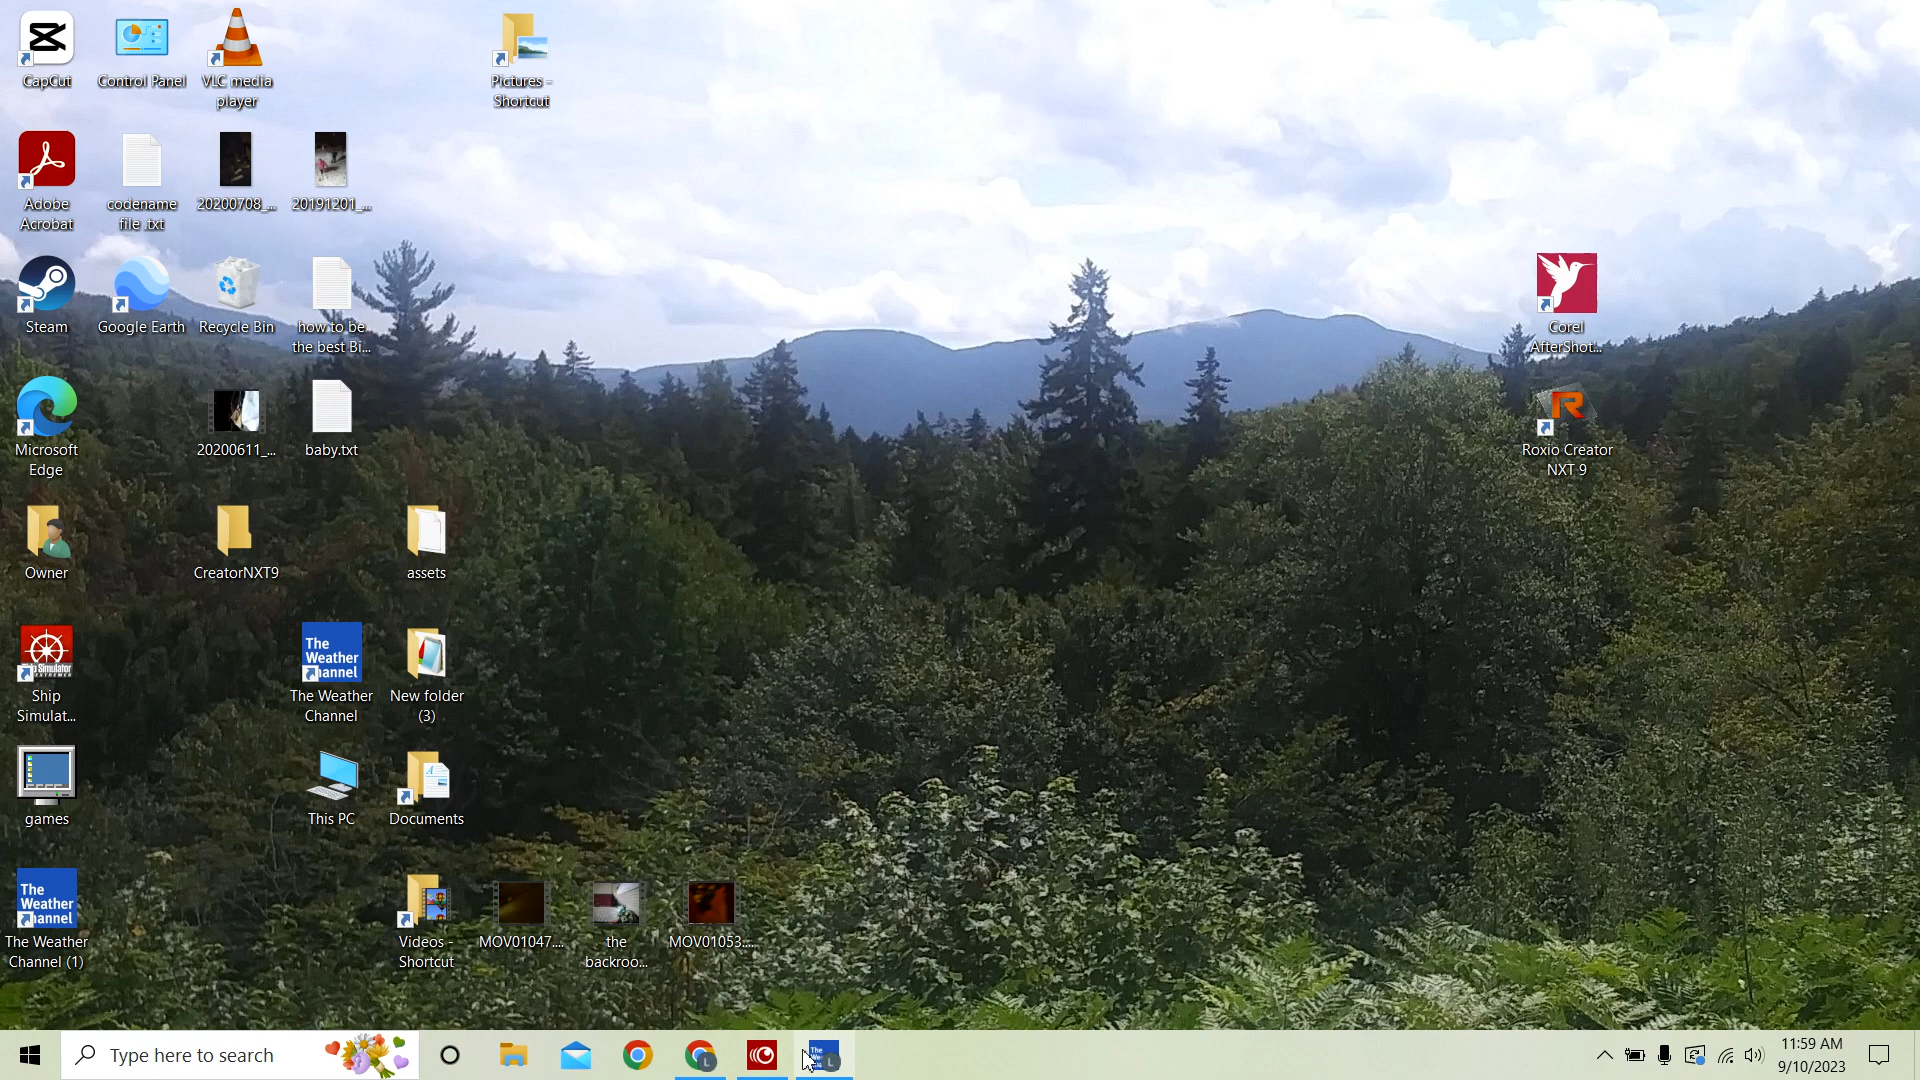 CapCut
Control Panel
VLC media
player
Pictures -
Shortcut
Adobe
Acrobat
codename
file .txt
20200708_...
20191201_...
Steam
Google Earth
Recycle Bin
how to be
the best Bi...
Corel
AfterShot...
Microsoft
Edge
20200611_...
baby.txt
R
Roxio Creator
NXT 9
Owner
CreatorNXT9
assets
The
Weather
Channel
Ship
Simulat...
The Weather
Channel
New folder
(3)
games
This PC
Documents
The
Weather
Channel
The Weather
Channel (1)
Videos -
Shortcut
MOV01047....
the
backroo...
MOV01053....
Type here to search
L
L
11:59 AM
9/10/2023